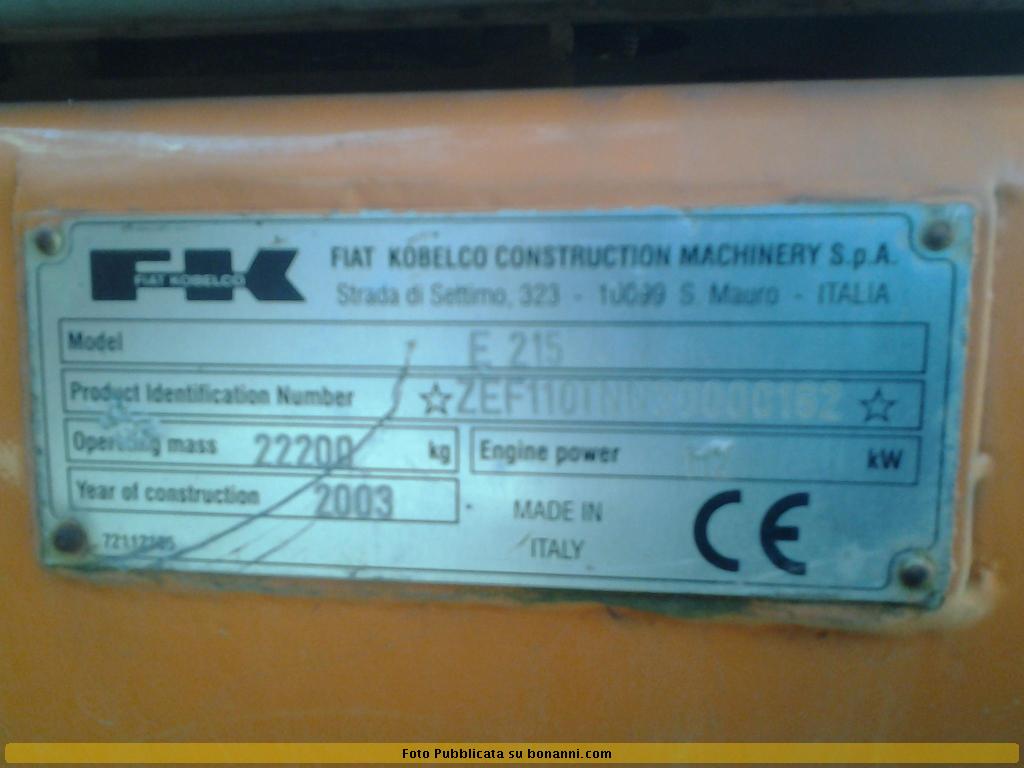 FK
FIAT KOBELCO
FIAT KOBELCO CONSTRUCTION MACHINERY S.p.A.
Strada di Settimo, 323 - 10099 S. Mauro - ITALIA
Model E 215
Product Identification Number
Operating mass 22200 kg Engine power kW
Year of construction 2003
MADE IN
ITALY
CE
Foto Pubblicata su bonanni.com